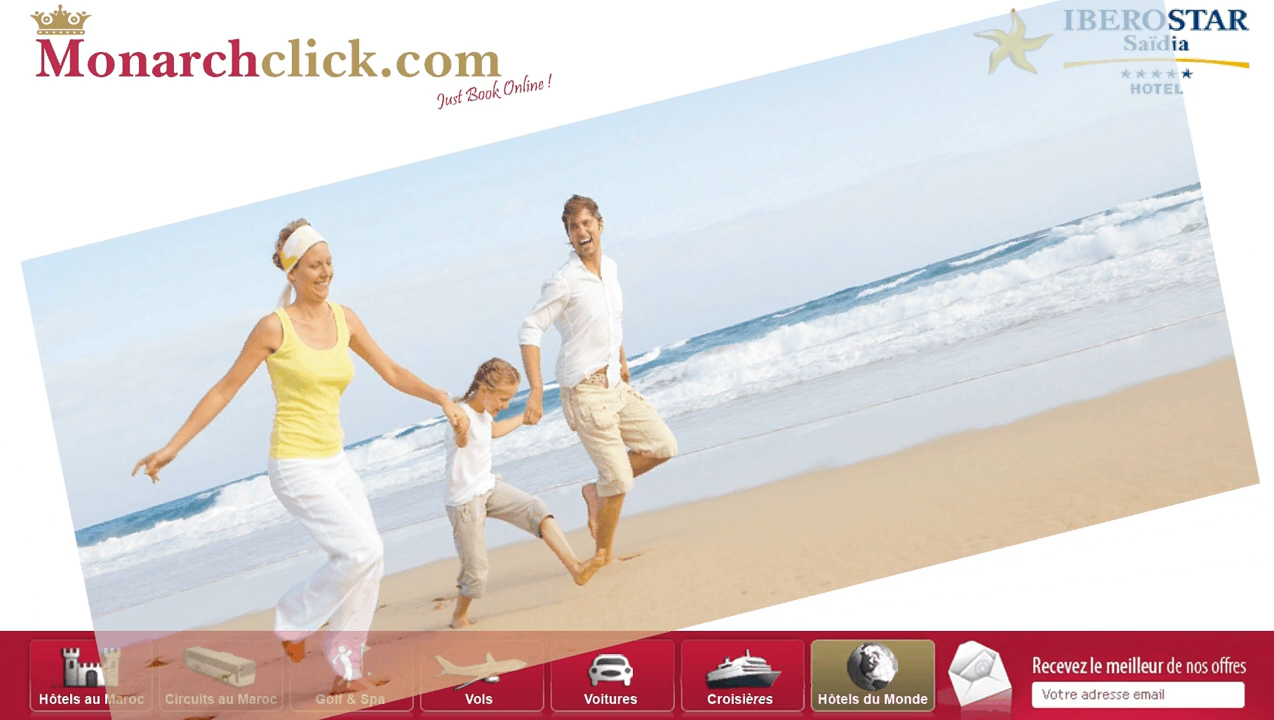 Monarchclick.com
Just Book Online !
IBEROSTAR
Saïdia
HOTEL
Hôtels au Maroc
Circuits au Maroc
Golf & Spa
Vols
Voitures
Croisières
Hôtels du Monde
Recevez le meilleur de nos offres
Votre adresse email